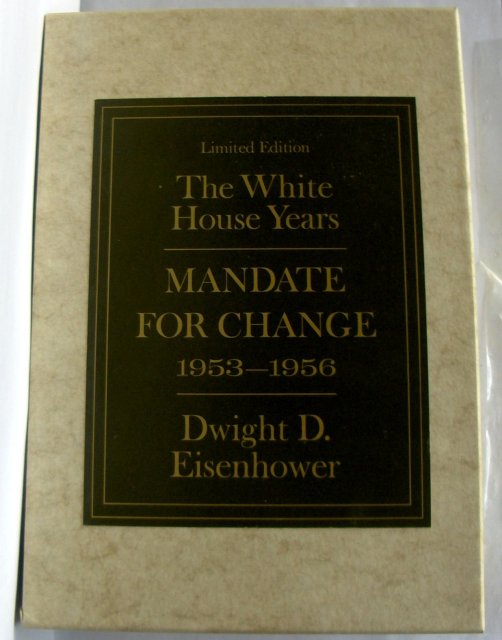 Limited Edition
The White
House Years
MANDATE
FOR CHANGE
1953—1956
Dwight D.
Eisenhower